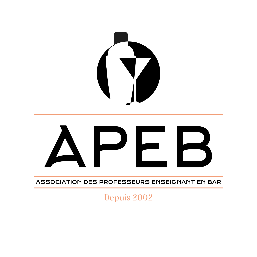 APEB
ASSOCIATION DES PROFESSEURS ENSEIGNANT EN BAR
Depuis 2002